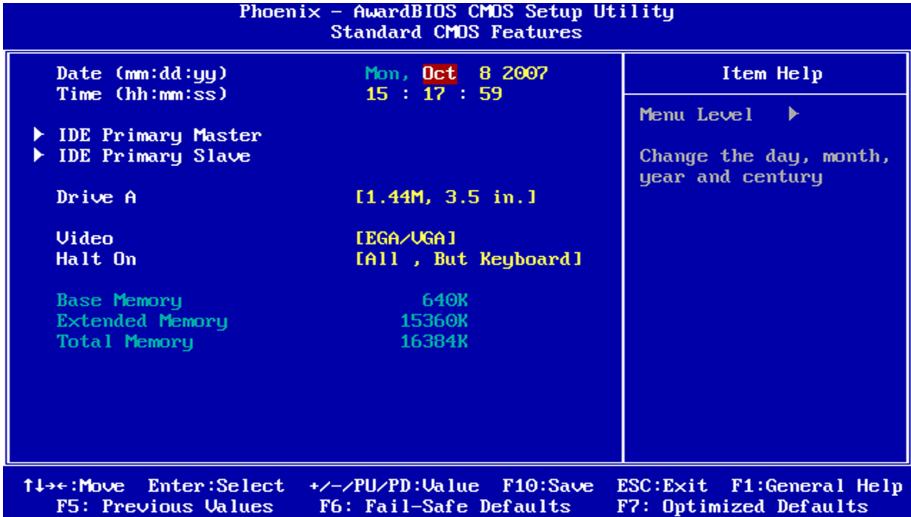 Phoenix - AwardBIOS CMOS Setup Utility
Standard CMOS Features
Date (mm:dd:yy) Mon, Oct 8 2007
Time (hh:mm:ss) 15 : 17 : 59
▶ IDE Primary Master
▶ IDE Primary Slave
Drive A [1.44M, 3.5 in.]
Video [EGA/VGA]
Halt On [All , But Keyboard]
Base Memory 640K
Extended Memory 15360K
Total Memory 16384K
Item Help
Menu Level ▶
Change the day, month,
year and century
↑↓→←:Move Enter:Select +/-/PU/PD:Value F10:Save ESC:Exit F1:General Help
F5: Previous Values F6: Fail-Safe Defaults F7: Optimized Defaults